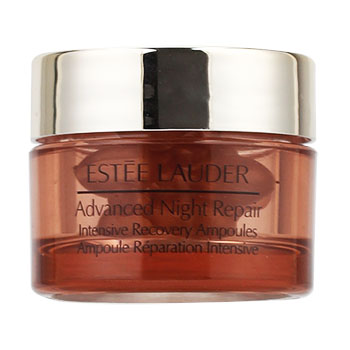 ESTĒE LAUDER
Advanced Night Repair
Intensive Recovery Ampoules
Ampoule Réparation Intensive